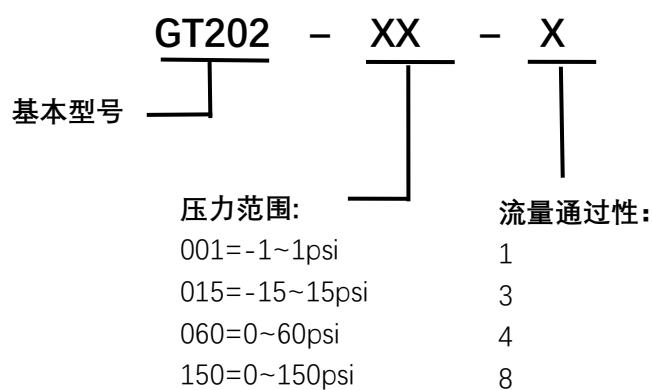 GT202 – XX – X
基本型号
压力范围:
001=-1~1psi
015=-15~15psi
060=0~60psi
150=0~150psi
流量通过性：
1
3
4
8